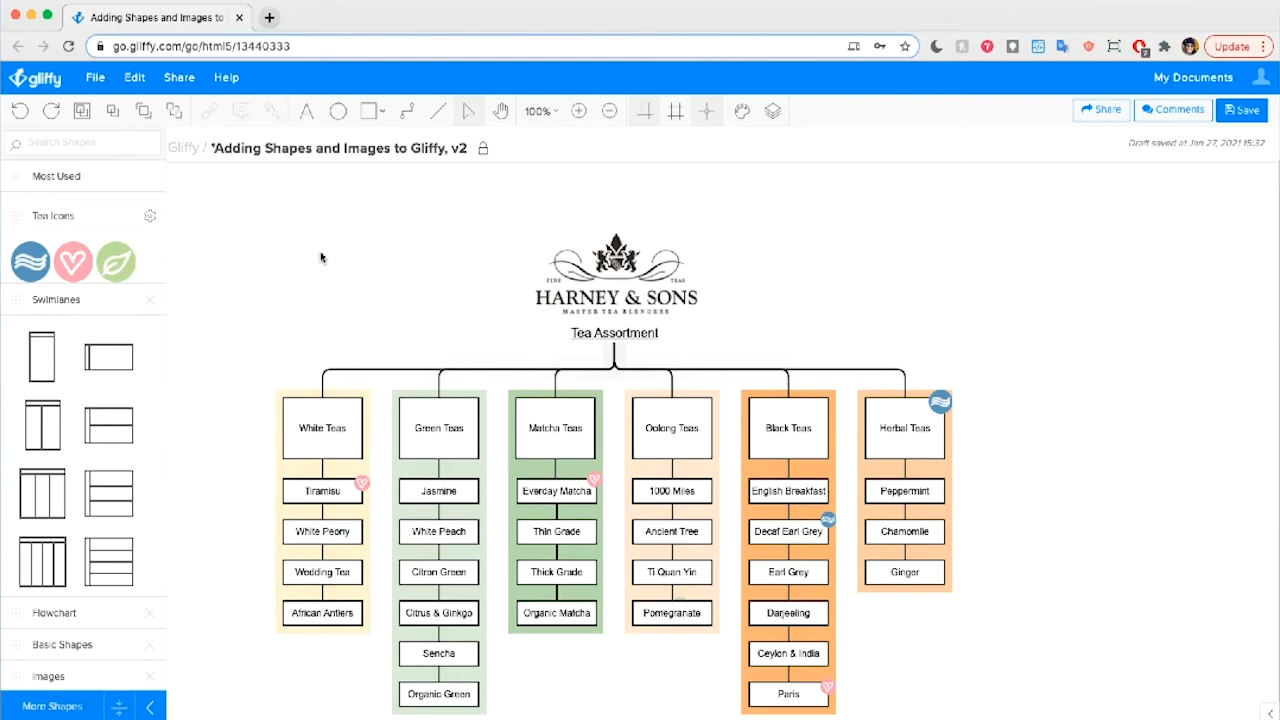 Adding Shapes and Images to
go.gliffy.com/go/html5/13440333
Update
7
gliffy
File Edit Share Help
My Documents
100%
Share
Comments
Save
Search Shapes
Gliffy / *Adding Shapes and Images to Gliffy, v2
Draft saved at Jan 27, 2021 15:32
Most Used
Tea Icons
Swimlanes
Flowchart
Basic Shapes
Images
More Shapes
FINE TEAS
HARNEY & SONS
MASTER TEA BLENDERS
Tea Assortment
White Teas
Tiramisu
White Peony
Wedding Tea
African Antlers
Green Teas
Jasmine
White Peach
Citron Green
Citrus & Ginkgo
Sencha
Organic Green
Matcha Teas
Everday Matcha
Thin Grade
Thick Grade
Organic Matcha
Oolong Teas
1000 Miles
Ancient Tree
Ti Quan Yin
Pomegranate
Black Teas
English Breakfast
Decaf Earl Grey
Earl Grey
Darjeeling
Ceylon & India
Paris
Herbal Teas
Peppermint
Chamomile
Ginger